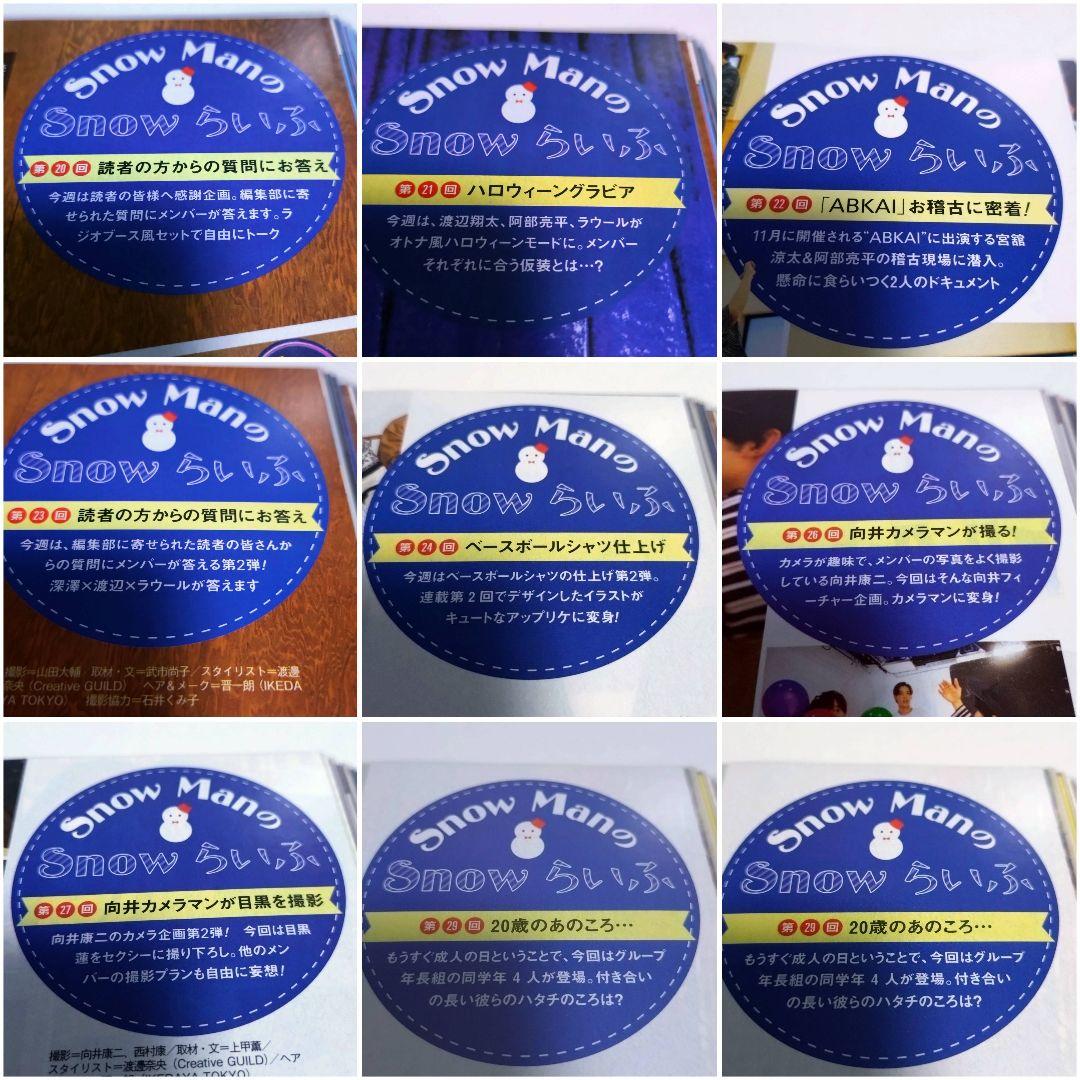 Snow Manの
Snow らいふ
第20回 読者の方からの質問にお答え
今週は読者の皆様へ感謝企画。編集部に寄
せられた質問にメンバーが答えます。ラ
ジオブース風セットで自由にトーク
Snow Manの
Snow らいふ
第21回 ハロウィーングラビア
今週は、渡辺翔太、阿部亮平、ラウールが
オトナ風ハロウィーンモードに。メンバー
それぞれに合う仮装とは…?
Snow Manの
Snow らいふ
第22回 「ABKAI」お稽古に密着!
11月に開催される“ABKAI”に出演する宮舘
涼太&阿部亮平の稽古現場に潜入。
懸命に食らいつく2人のドキュメント
Snow Manの
Snow らいふ
第23回 読者の方からの質問にお答え
今週は、編集部に寄せられた読者の皆さんか
らの質問にメンバーが答える第2弾!
深澤×渡辺×ラウールが答えます
撮影=山田大輔/取材・文=武市尚子/スタイリスト=渡邊
奈央(Creative GUILD) ヘア&メーク=晋一朗(IKEDA
YA TOKYO) 撮影協力=石井くみ子
Snow Manの
Snow らいふ
第24回 ベースボールシャツ仕上げ
今週はベースボールシャツの仕上げ第2弾。
連載第2回でデザインしたイラストが
キュートなアップリケに変身!
Snow Manの
Snow らいふ
第26回 向井カメラマンが撮る!
カメラが趣味で、メンバーの写真をよく撮影
している向井康二。今回はそんな向井フィ
ーチャー企画。カメラマンに変身!
Snow Manの
Snow らいふ
第27回 向井カメラマンが目黒を撮影
向井康二のカメラ企画第2弾! 今回は目黒
蓮をセクシーに撮り下ろし。他のメン
バーの撮影プランも自由に妄想!
撮影=向井康二、西村康/取材・文=上甲薫/
スタイリスト=渡邊奈央(Creative GUILD)/ヘア
(IKEDAYA TOKYO)
Snow Manの
Snow らいふ
第29回 20歳のあのころ…
もうすぐ成人の日ということで、今回はグループ
年長組の同学年4人が登場。付き合い
の長い彼らのハタチのころは?
Snow Manの
Snow らいふ
第29回 20歳のあのころ…
もうすぐ成人の日ということで、今回はグループ
年長組の同学年4人が登場。付き合い
の長い彼らのハタチのころは?